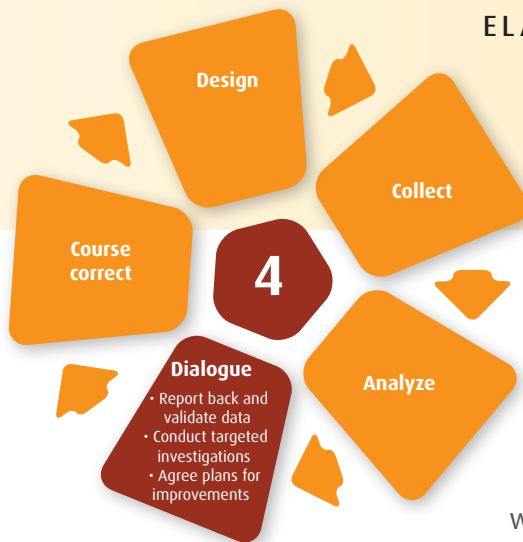 ELA
Design
Collect
Course
correct
4
Dialogue
• Report back and
validate data
• Conduct targeted
investigations
• Agree plans for
improvements
Analyze
W